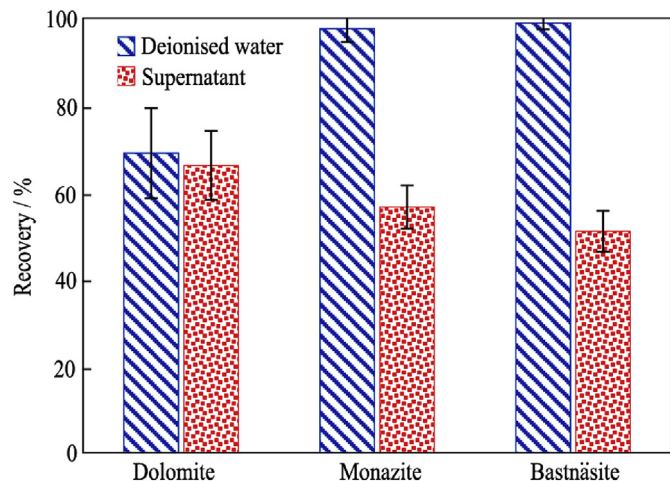 100
80
60
40
20
0
Recovery / %
Deionised water
Supernatant
Dolomite Monazite Bastnäsite